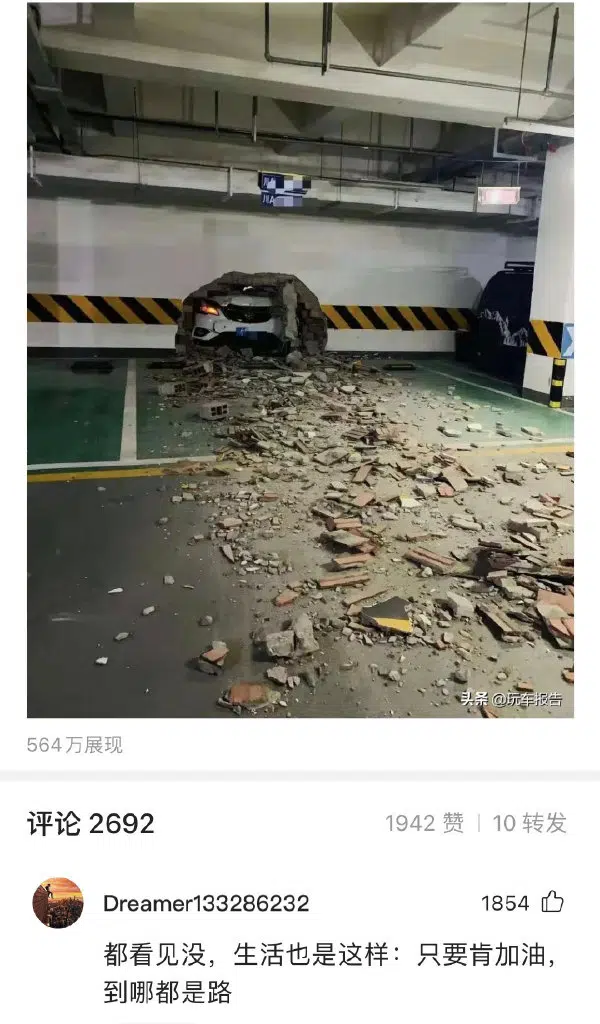 川A
头条 @玩车报告
564万展现
评论 2692
1942 赞 | 10 转发
Dreamer133286232
1854
都看见没，生活也是这样：只要肯加油，
到哪都是路